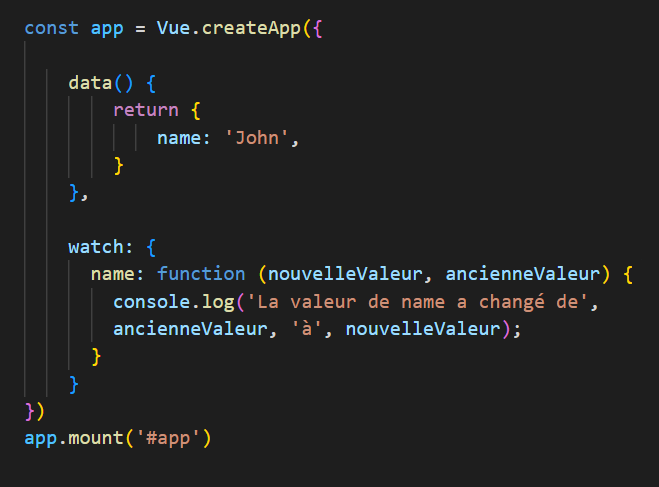 const app = Vue.createApp({
data() {
return {
name: 'John',
}
},
watch: {
name: function (nouvelleValeur, ancienneValeur) {
console.log('La valeur de name a changé de',
ancienneValeur, 'à', nouvelleValeur);
}
}
})
app.mount('#app')